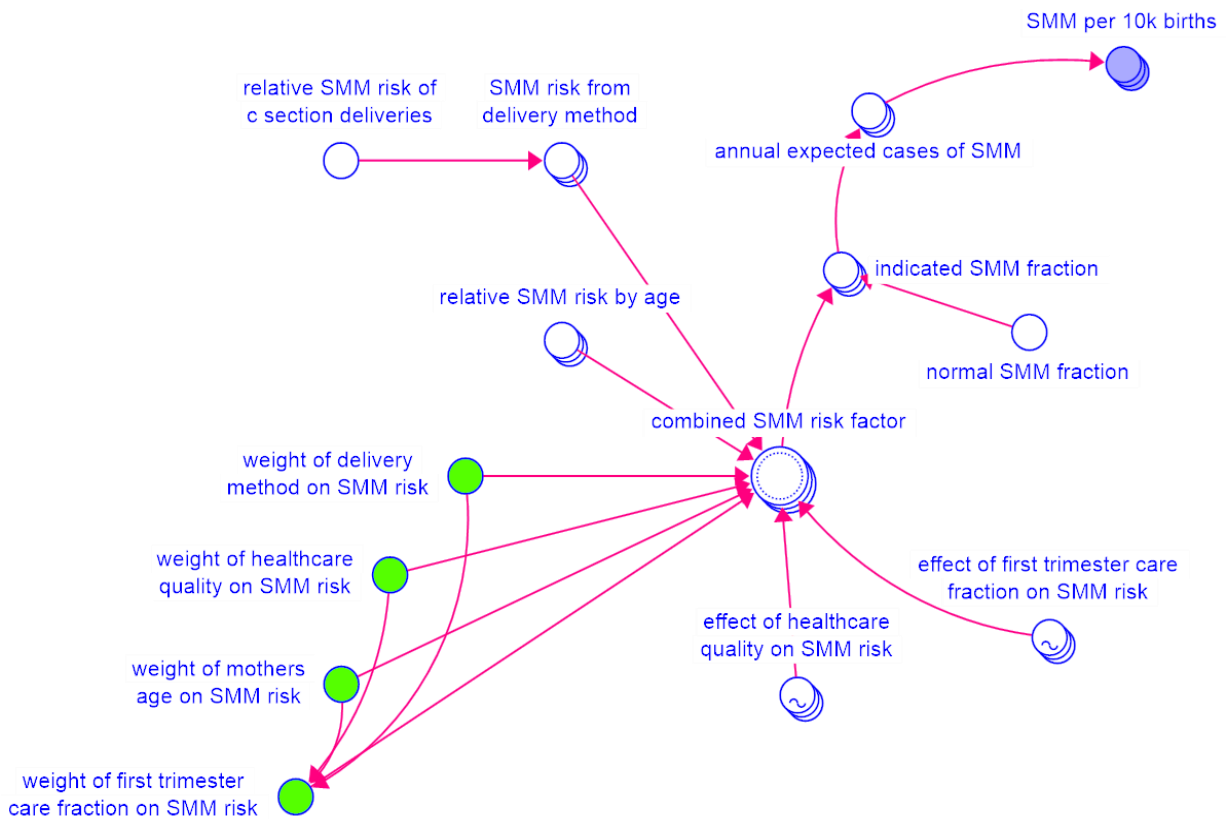 SMM per 10k births
relative SMM risk of
c section deliveries
SMM risk from
delivery method
annual expected cases of SMM
indicated SMM fraction
relative SMM risk by age
normal SMM fraction
combined SMM risk factor
weight of delivery
method on SMM risk
weight of healthcare
quality on SMM risk
effect of first trimester care
fraction on SMM risk
effect of healthcare
quality on SMM risk
weight of mothers
age on SMM risk
weight of first trimester
care fraction on SMM risk